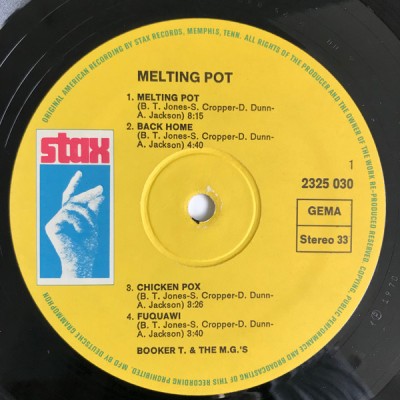 ORIGINAL AMERICAN RECORDING BY STAX RECORDS, MEMPHIS, TENN. ALL RIGHTS OF THE PRODUCER AND THE OWNER OF THE WORK RE-PRODUCED RESERVED. COPYING, PUBLIC PERFORMANCE AND BROADCASTING OF THIS RECORDING PROHIBITED. MFD BY DEUTSCHE GRAMMOPHON
MELTING POT
1. MELTING POT
(B. T. Jones-S. Cropper-D. Dunn-
A. Jackson) 8:15
2. BACK HOME
(B. T. Jones-S. Cropper-D. Dunn-
A. Jackson) 4:40
stax
1
2325 030
GEMA
Stereo 33
3. CHICKEN POX
(B. T. Jones-S. Cropper-D. Dunn-
A. Jackson) 3:26
4. FUQUAWI
(B. T. Jones-S. Cropper-D. Dunn-
A. Jackson) 3:40
BOOKER T. & THE M.G.'S